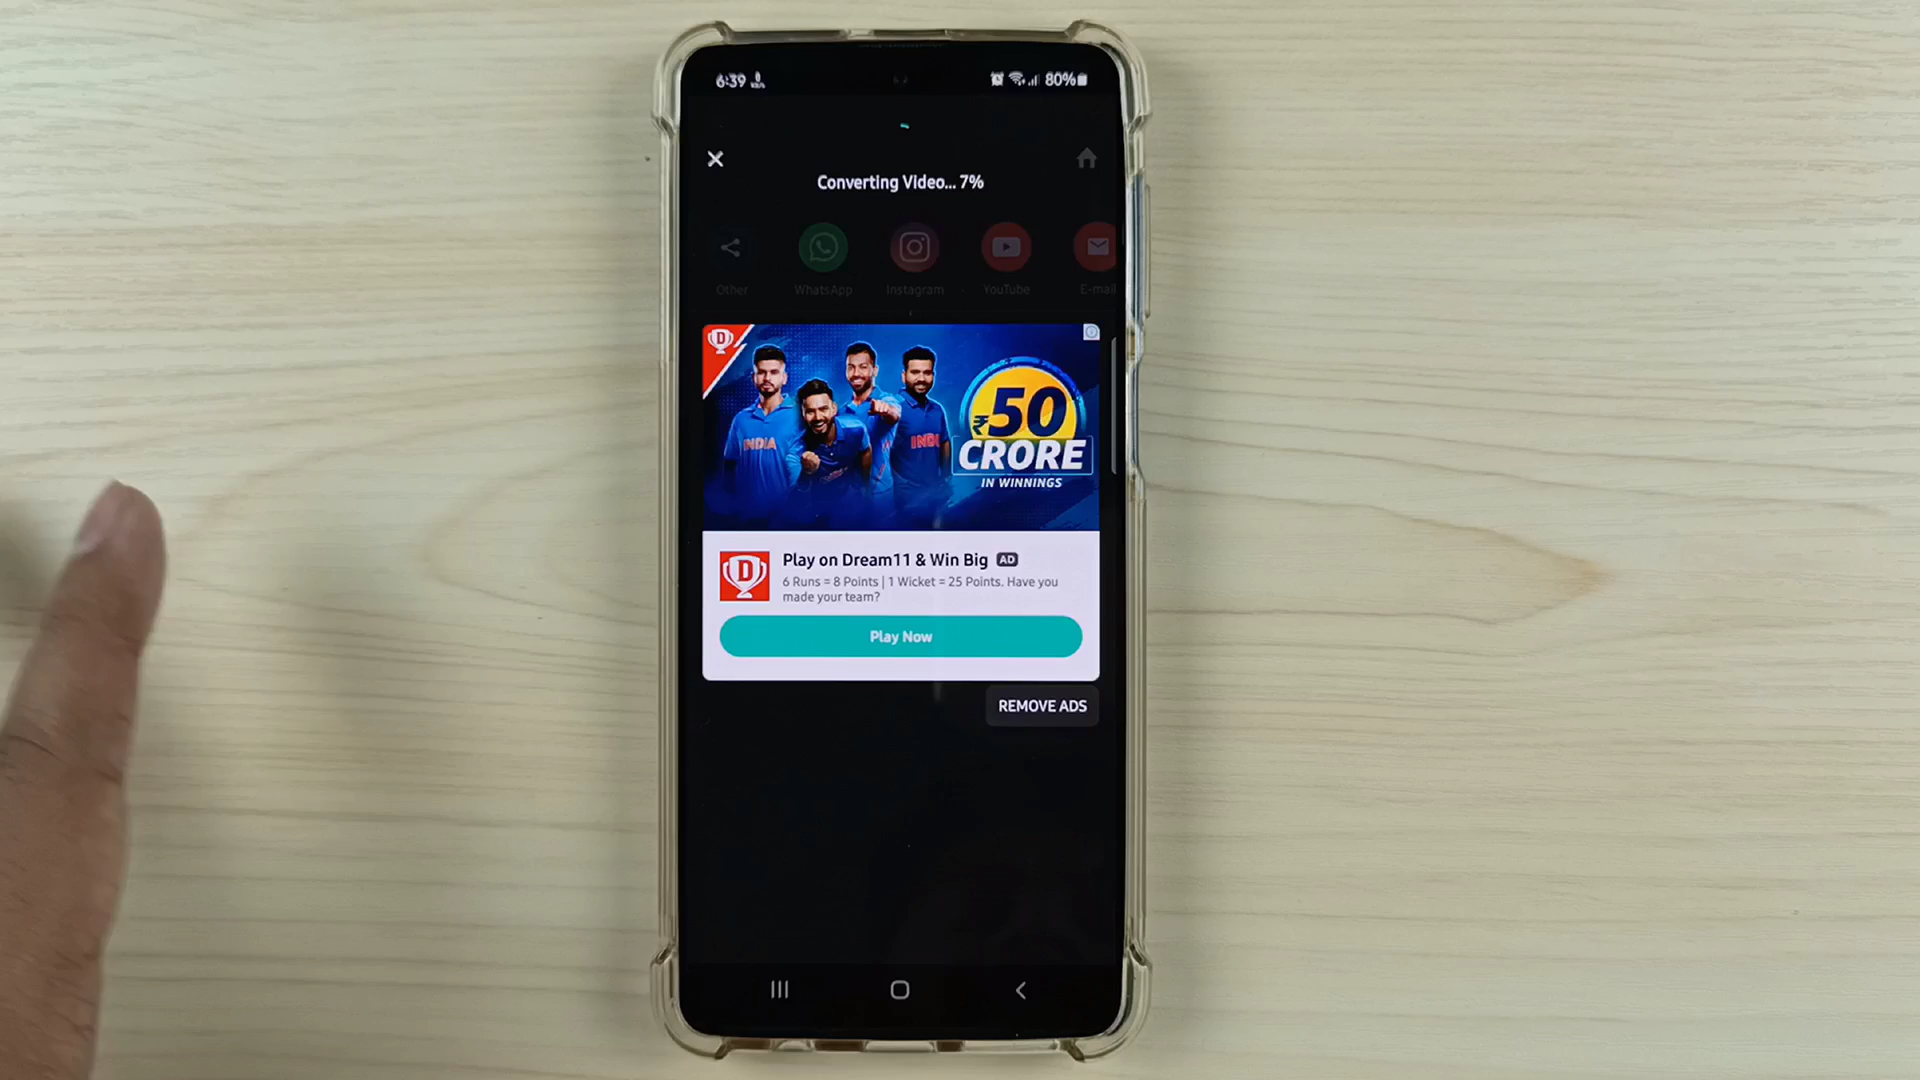 6:39
KB/s
80%
Converting Video... 7%
Other
WhatsApp
Instagram
YouTube
E-mail
D
INDIA
₹50
CRORE
IN WINNINGS
D
Play on Dream11 & Win Big AD
6 Runs = 8 Points | 1 Wicket = 25 Points. Have you
made your team?
Play Now
REMOVE ADS